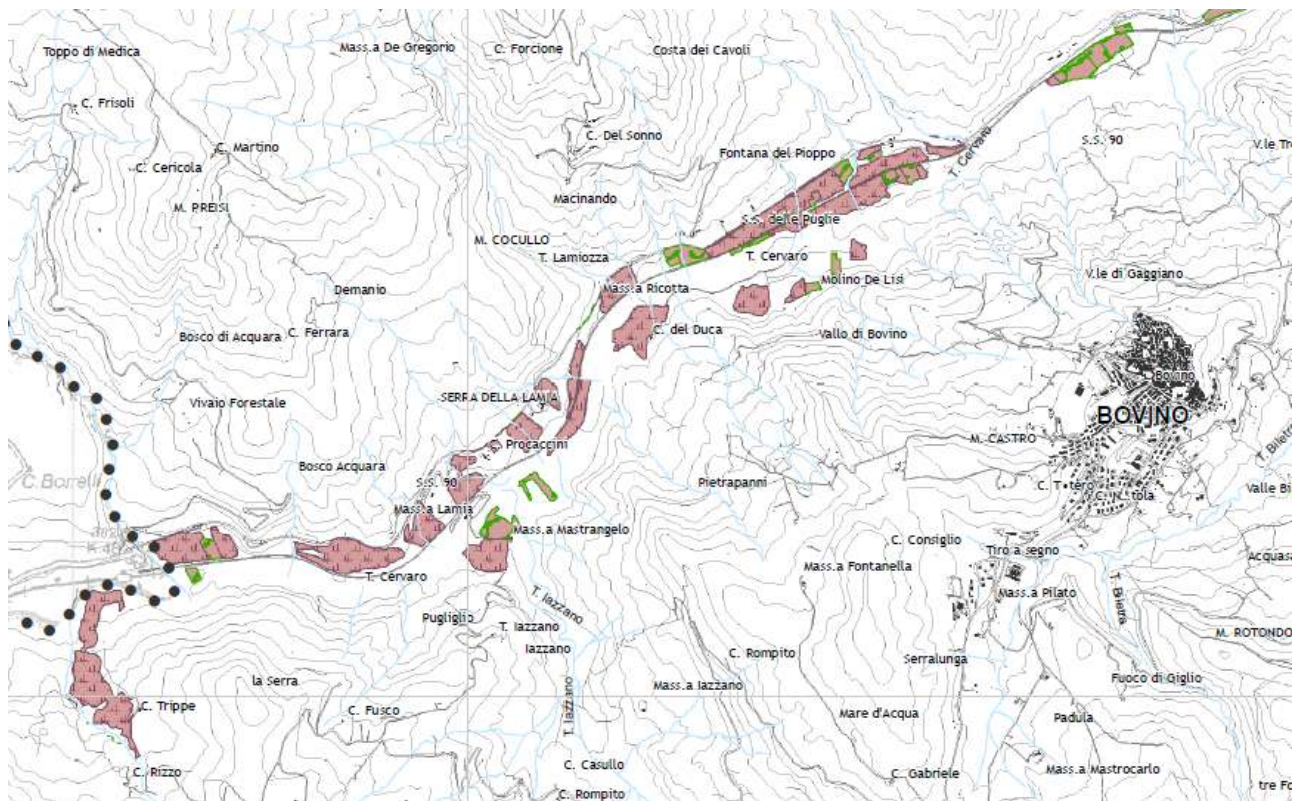 Toppo di Medica
Mass.a De Gregorio
C. Forcione
Costa dei Cavoli
C. Frisoli
C. Del Sonno
S.S. 90
V.le Tre
C. Martino
Fontana del Pioppo
T. Cervaro
C. Cericola
Macinando
M. PREISI
S.S. delle Puglie
M. COCULLO
T. Lamiozza
T. Cervaro
Molino De Lisi
V.le di Gaggiano
Demanio
Mass.a Ricotta
Bosco di Acquara
C. Ferrara
C. del Duca
Vallo di Bovino
Bovino
Vivaio Forestale
SERRA DELLA LAMIA
BOVINO
Procaccini
M. CASTRO
T. Biletra
Bosco Acquara
C. Borrelli
S.S. 90
Pietrapanni
Valle Bi
Mass.a Lamia
Mass.a Mastrangelo
C. Consiglio
Tiro a segno
Acquasa
T. Cervaro
Mass.a Fontanella
Mass.a Pilato
T. Biletra
Pugliglio
T. Iazzano
T. Iazzano
Iazzano
M. ROTONDO
C. Rompito
Serralunga
la Serra
Mass.a Iazzano
Fuoco di Giglio
C. Trippe
C. Fusco
T. Iazzano
Mare d'Acqua
Padula
C. Rizzo
C. Casullo
C. Gabriele
Mass.a Mastrocarlo
C. Rompito
tre Fo